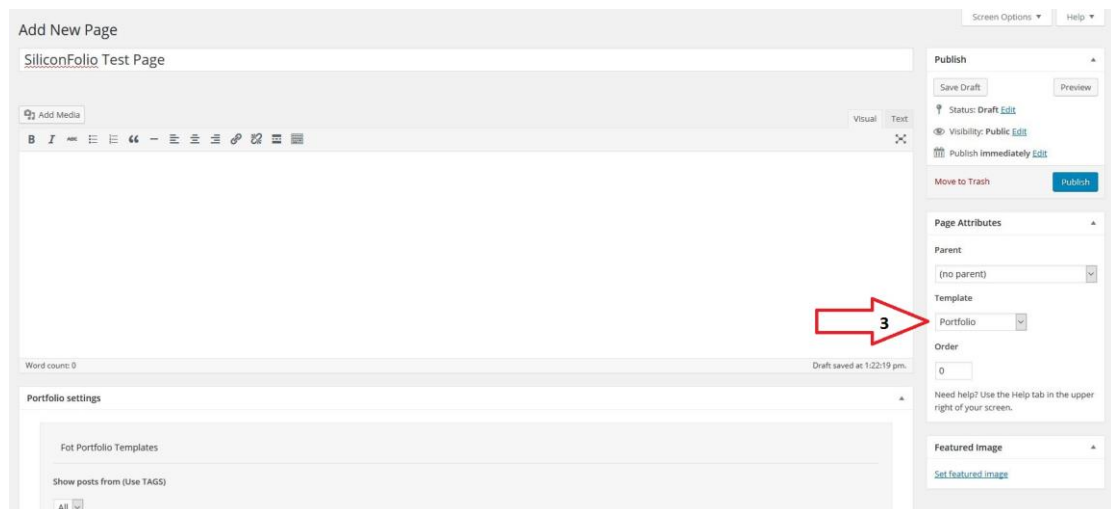 Screen Options ▼ Help ▼
Add New Page
SiliconFolio Test Page
Add Media
Visual Text
B I ABC
Word count: 0 Draft saved at 1:22:19 pm.
Portfolio settings
Fot Portfolio Templates
Show posts from (Use TAGS)
All
Publish
Save Draft Preview
Status: Draft Edit
Visibility: Public Edit
Publish immediately Edit
Move to Trash Publish
Page Attributes
Parent
(no parent)
Template
3
Portfolio
Order
0
Need help? Use the Help tab in the upper
right of your screen.
Featured Image
Set featured image